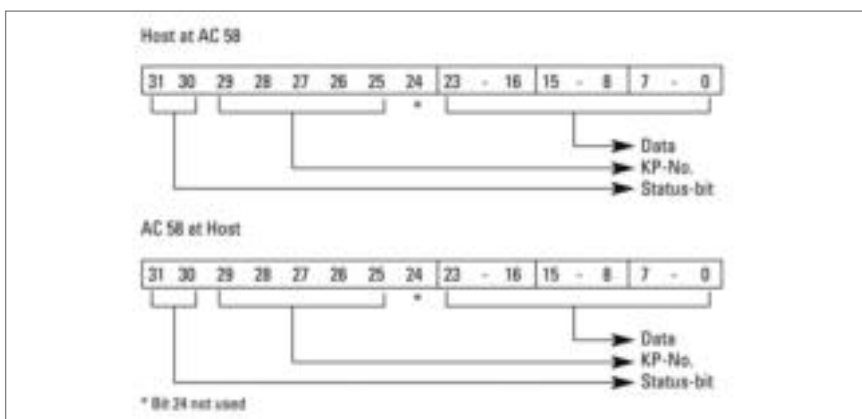 Host at AC 58
31 30 29 28 27 26 25 24 23 - 16 15 - 8 7 - 0
*
Data
KP-No.
Status-bit
AC 58 at Host
31 30 29 28 27 26 25 24 23 - 16 15 - 8 7 - 0
*
Data
KP-No.
Status-bit
* Bit 24 not used